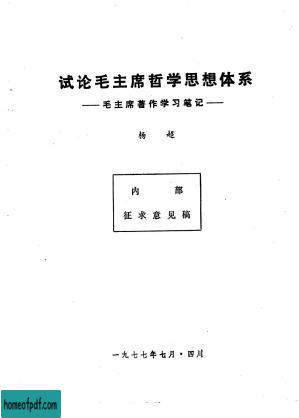 试论毛主席哲学思想体系
——毛主席著作学习笔记——
杨 超
内 部
征求意见稿
一九七七年七月·四川
homeofpdf.com
homeofpdf.com